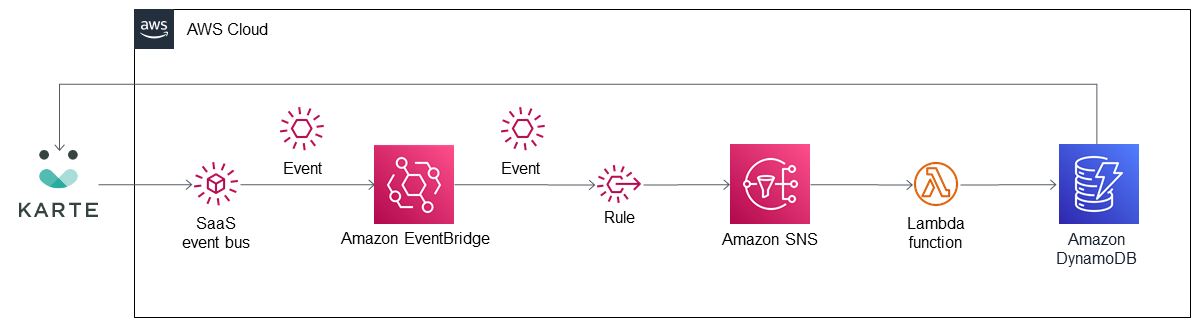 aws
AWS Cloud
Event
Event
KARTE
SaaS
event bus
Amazon EventBridge
Rule
Amazon SNS
Lambda
function
Amazon
DynamoDB